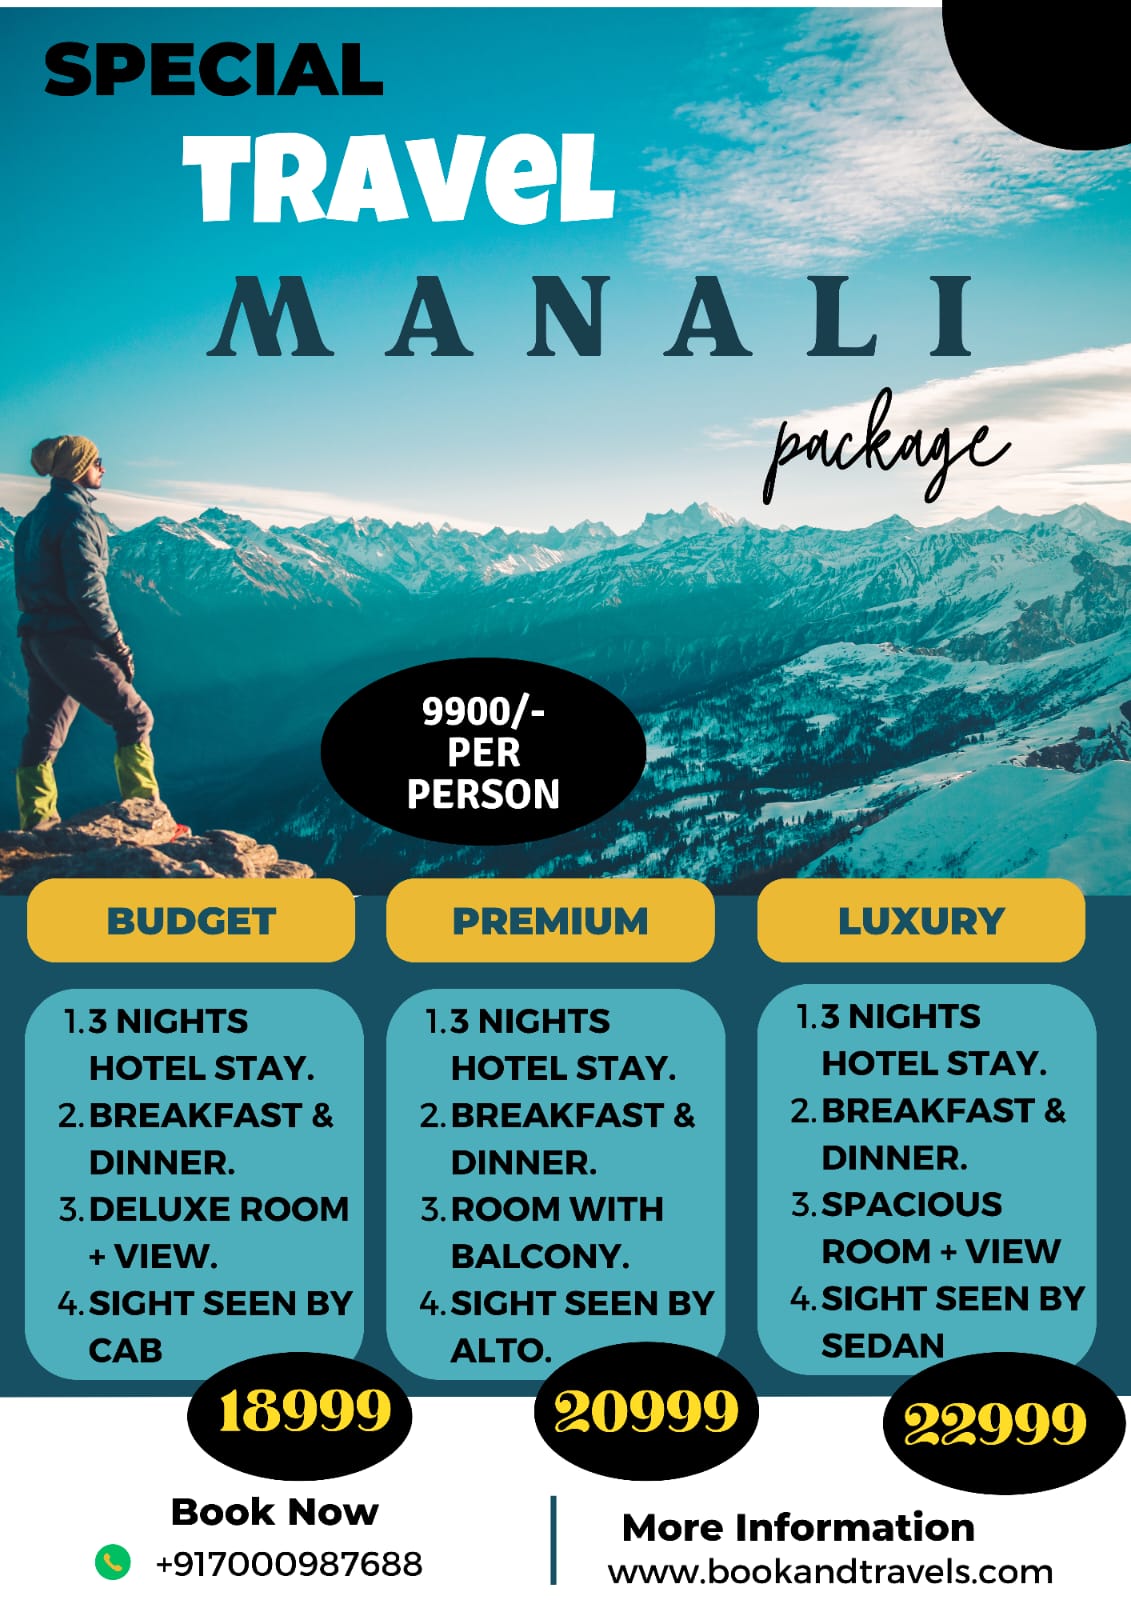 SPECIAL
TRAVEL
MANALI
package
9900/-
PER
PERSON
BUDGET
1.3 NIGHTS
HOTEL STAY.
2.BREAKFAST &
DINNER.
3.DELUXE ROOM
+ VIEW.
4.SIGHT SEEN BY
CAB
18999
PREMIUM
1.3 NIGHTS
HOTEL STAY.
2.BREAKFAST &
DINNER.
3.ROOM WITH
BALCONY.
4.SIGHT SEEN BY
ALTO.
20999
LUXURY
1.3 NIGHTS
HOTEL STAY.
2.BREAKFAST &
DINNER.
3.SPACIOUS
ROOM + VIEW
4.SIGHT SEEN BY
SEDAN
22999
Book Now
+917000987688
More Information
www.bookandtravels.com